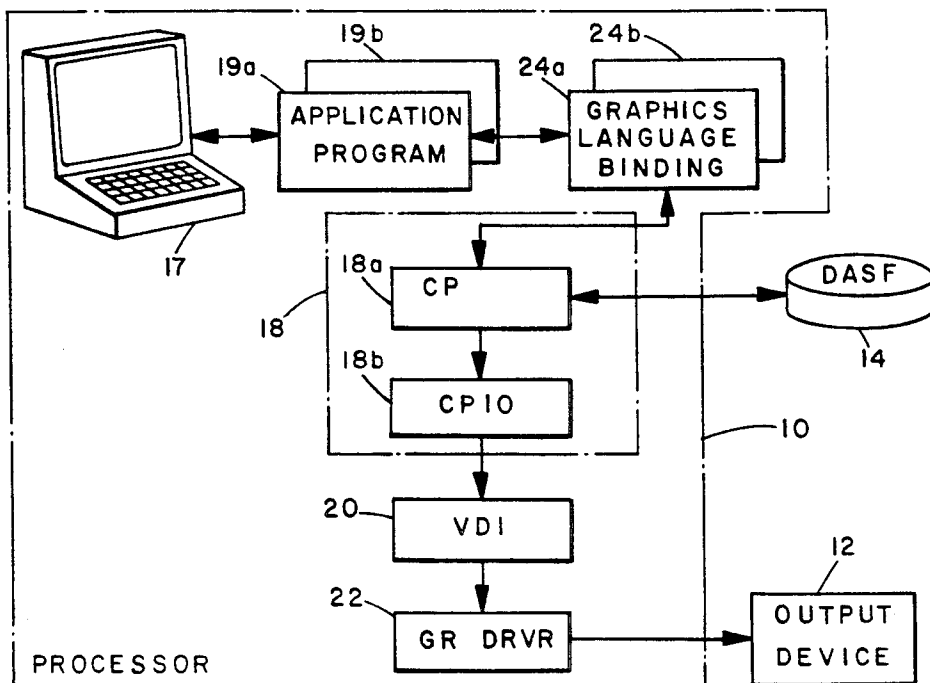 19b
24b
19a
24a
APPLICATION
PROGRAM
GRAPHICS
LANGUAGE
BINDING
17
18a
CP
DASF
18
14
18b
CPIO
10
20
VDI
12
22
GR DRVR
OUTPUT
DEVICE
PROCESSOR